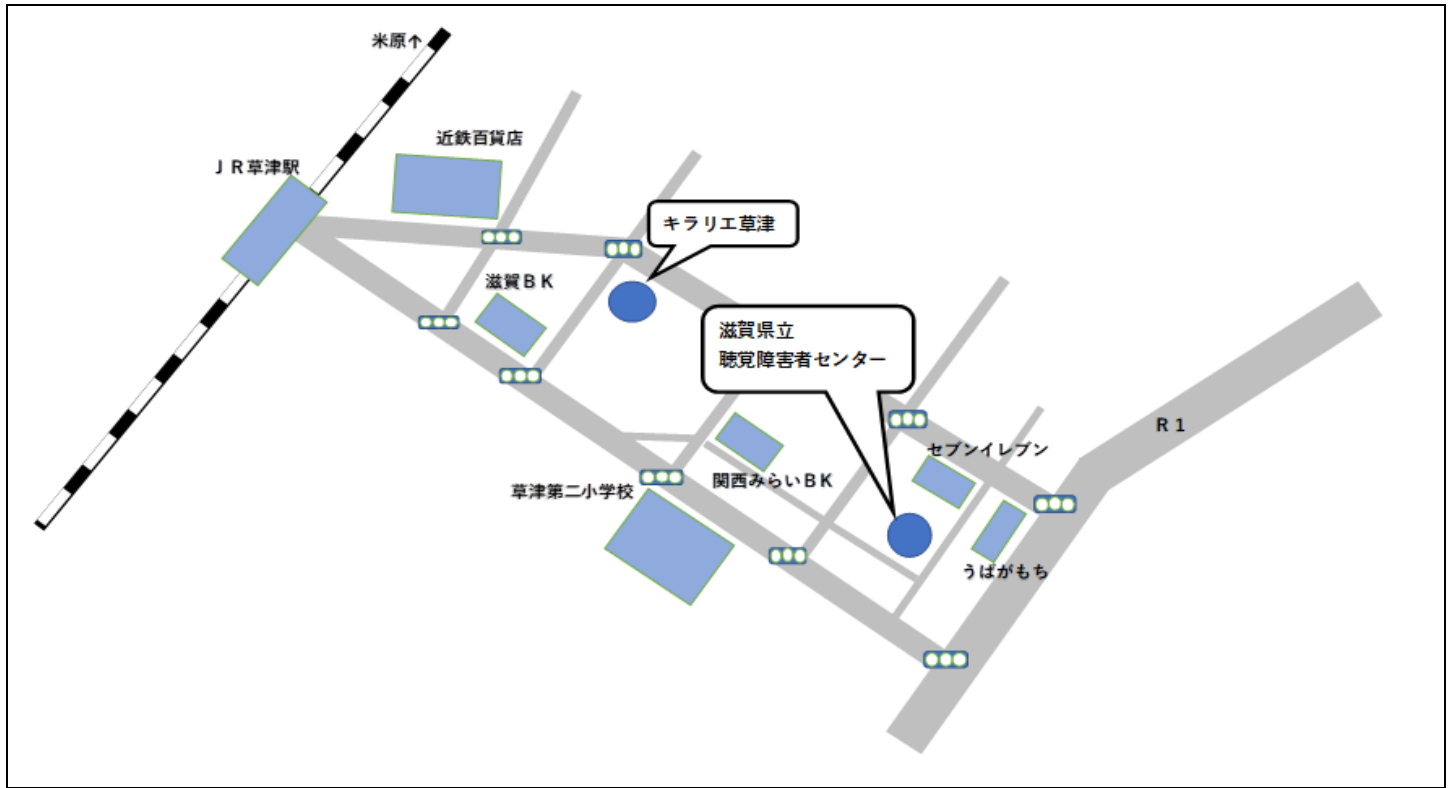 米原↑
近鉄百貨店
ＪＲ草津駅
キラリエ草津
滋賀ＢＫ
滋賀県立
聴覚障害者センター
Ｒ１
セブンイレブン
関西みらいＢＫ
草津第二小学校
うばがもち